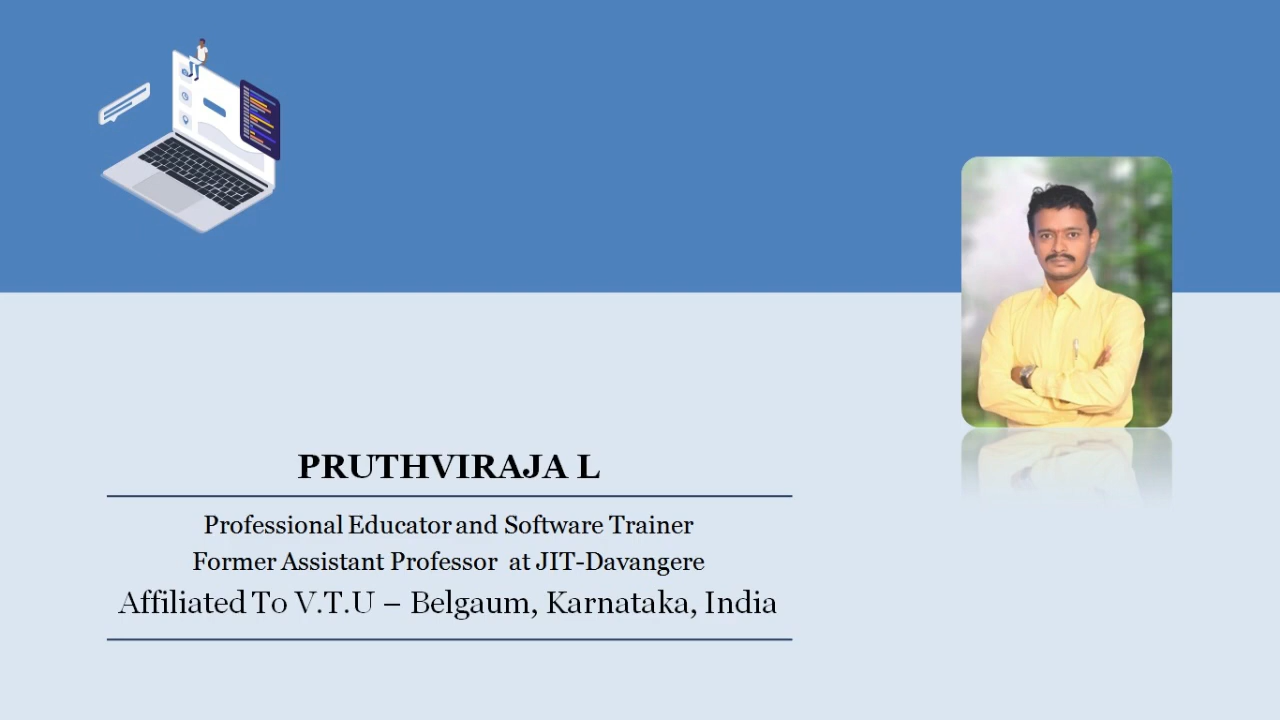 PRUTHVIRAJA L
Professional Educator and Software Trainer
Former Assistant Professor at JIT-Davangere
Affiliated To V.T.U – Belgaum, Karnataka, India